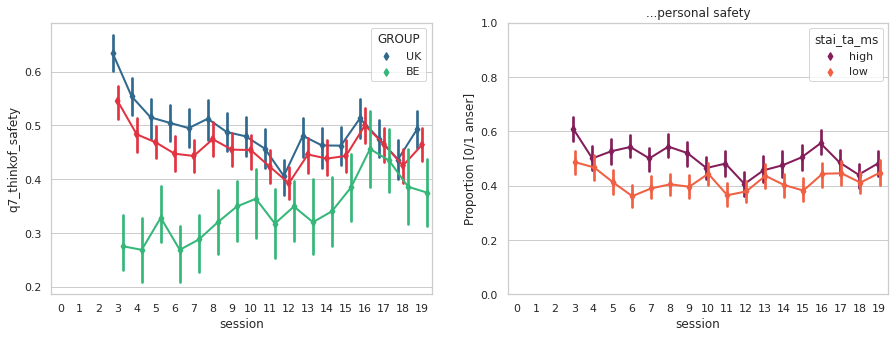 ...personal safety
GROUP
UK
BE
q7_thinkof_safety
0.6
0.5
0.4
0.3
0.2
0 1 2 3 4 5 6 7 8 9 10 11 12 13 14 15 16 17 18 19
session
stai_ta_ms
high
low
Proportion [0/1 anser]
1.0
0.8
0.6
0.4
0.2
0.0
0 1 2 3 4 5 6 7 8 9 10 11 12 13 14 15 16 17 18 19
session